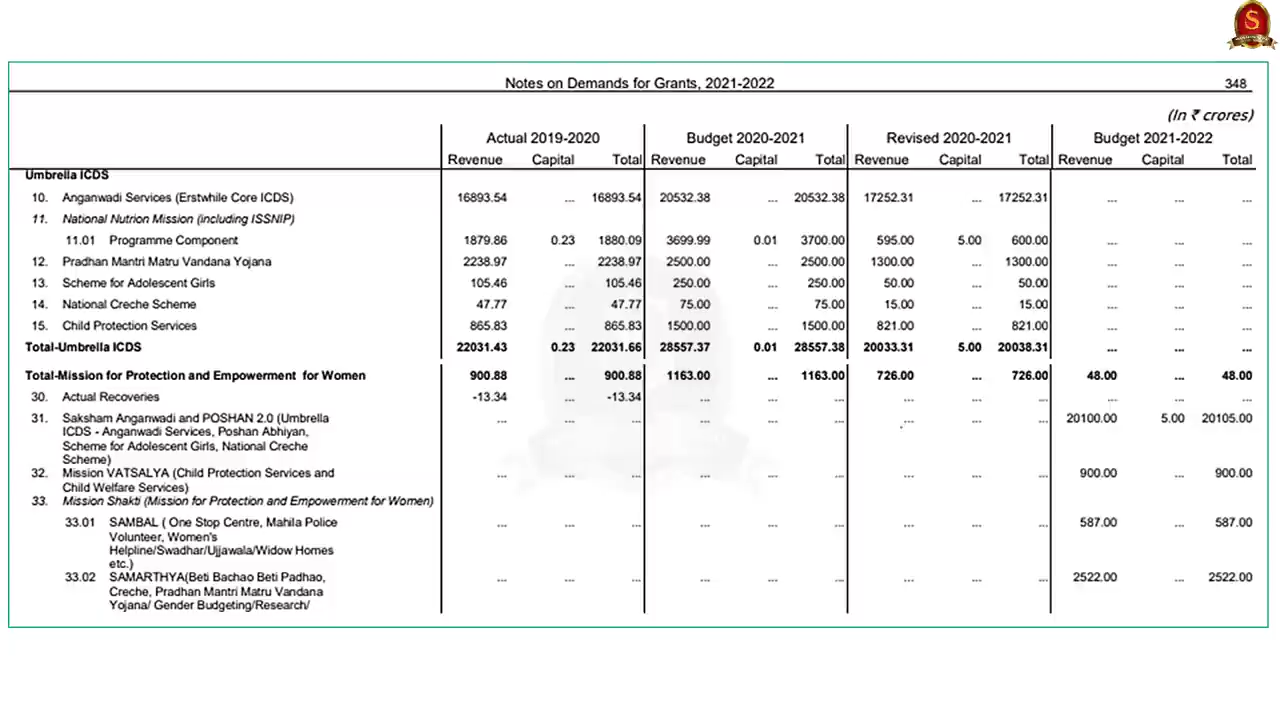 S
Notes on Demands for Grants, 2021-2022 348
(In ₹ crores)
Actual 2019-2020 Budget 2020-2021 Revised 2020-2021 Budget 2021-2022
Revenue Capital Total Revenue Capital Total Revenue Capital Total Revenue Capital Total
Umbrella ICDS
10. Anganwadi Services (Erstwhile Core ICDS) 16893.54 ... 16893.54 20532.38 ... 20532.38 17252.31 ... 17252.31 ... ... ...
11. National Nutrion Mission (including ISSNIP)
11.01 Programme Component 1879.86 0.23 1880.09 3699.99 0.01 3700.00 595.00 5.00 600.00 ... ... ...
12. Pradhan Mantri Matru Vandana Yojana 2238.97 ... 2238.97 2500.00 ... 2500.00 1300.00 ... 1300.00 ... ... ...
13. Scheme for Adolescent Girls 105.46 ... 105.46 250.00 ... 250.00 50.00 ... 50.00 ... ... ...
14. National Creche Scheme 47.77 ... 47.77 75.00 ... 75.00 15.00 ... 15.00 ... ... ...
15. Child Protection Services 865.83 ... 865.83 1500.00 ... 1500.00 821.00 ... 821.00 ... ... ...
Total-Umbrella ICDS 22031.43 0.23 22031.66 28557.37 0.01 28557.38 20033.31 5.00 20038.31 ... ... ...
Total-Mission for Protection and Empowerment for Women 900.88 ... 900.88 1163.00 ... 1163.00 726.00 ... 726.00 48.00 ... 48.00
30. Actual Recoveries -13.34 ... -13.34 ... ... ... ... ... ... ... ... ...
31. Saksham Anganwadi and POSHAN 2.0 (Umbrella ... ... ... ... ... ... ... ... ... 20100.00 5.00 20105.00
ICDS - Anganwadi Services, Poshan Abhiyan,
Scheme for Adolescent Girls, National Creche
Scheme)
32. Mission VATSALYA (Child Protection Services and ... ... ... ... ... ... ... ... ... 900.00 ... 900.00
Child Welfare Services)
33. Mission Shakti (Mission for Protection and Empowerment for Women)
33.01 SAMBAL ( One Stop Centre, Mahila Police ... ... ... ... ... ... ... ... ... 587.00 ... 587.00
Volunteer, Women's
Helpline/Swadhar/Ujjawala/Widow Homes
etc.)
33.02 SAMARTHYA(Beti Bachao Beti Padhao, ... ... ... ... ... ... ... ... ... 2522.00 ... 2522.00
Creche, Pradhan Mantri Matru Vandana
Yojana/ Gender Budgeting/Research/